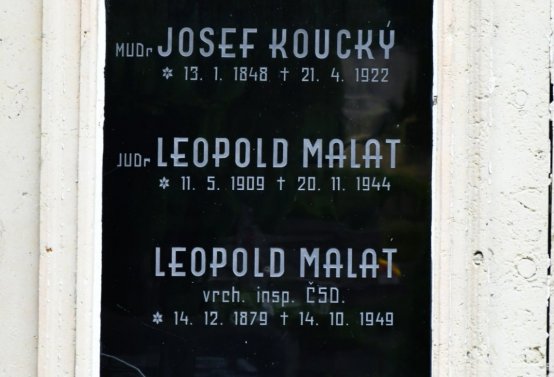 MUDr JOSEF KOUCKÝ
✲ 13. 1. 1848 † 21. 4. 1922
JUDr LEOPOLD MALAT
✲ 11. 5. 1909 † 20. 11. 1944
LEOPOLD MALAT
vrch. insp. ČSD.
✲ 14. 12. 1879 † 14. 10. 1949